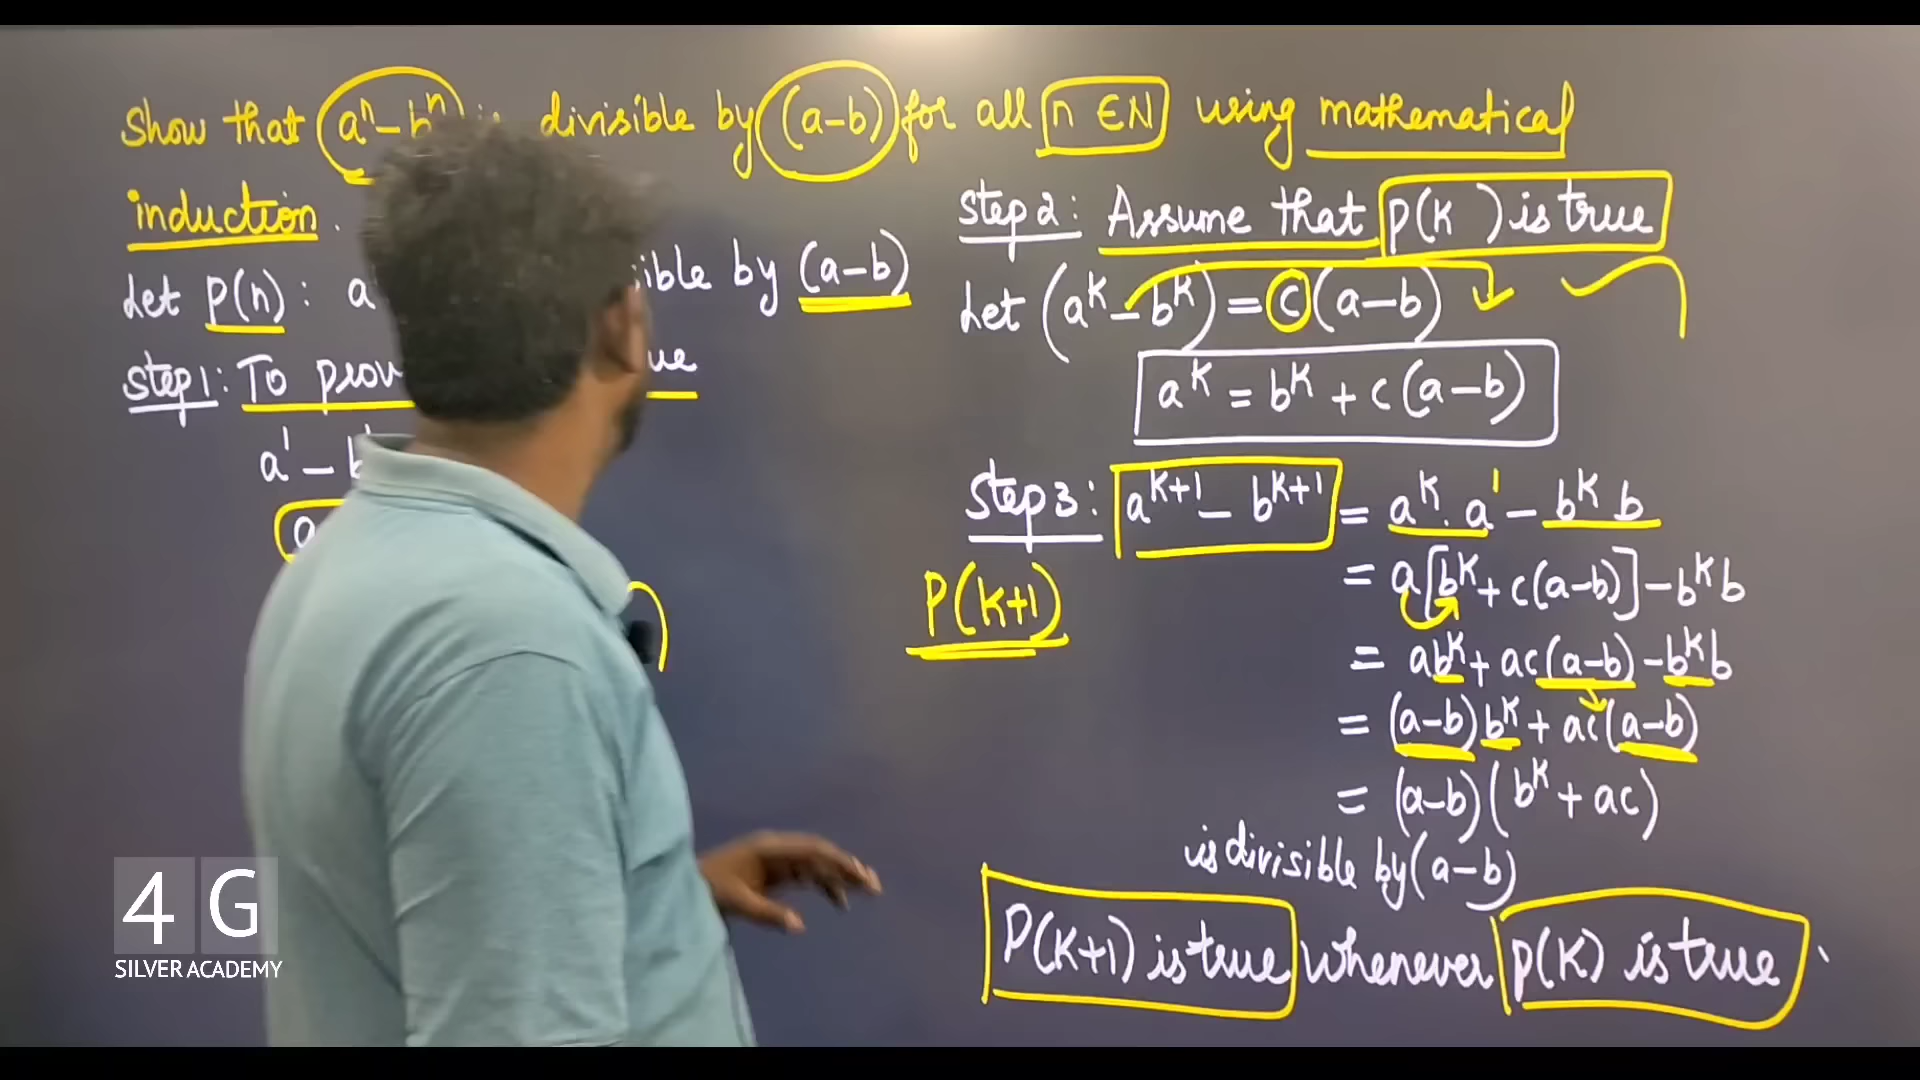 Show that aⁿ - bⁿ is divisible by (a-b) for all n ∈ N using mathematical
induction.
Let p(n): a by (a-b)
Step 1: To
a¹ -
a
Step 2: Assume that p(K ) is true
Let (aᴷ - bᴷ) = c(a-b)
aᴷ = bᴷ + c(a-b)
Step 3: aᴷ⁺¹ - bᴷ⁺¹ = aᴷ. a¹ - bᴷ b
P(K+1)
= a[bᴷ + c(a-b)] - bᴷb
= abᴷ + ac(a-b) - bᴷb
= (a-b)bᴷ + ac(a-b)
= (a-b)(bᴷ + ac)
is divisible by (a-b)
P(K+1) is true whenever p(K) is true
4G
SILVER ACADEMY